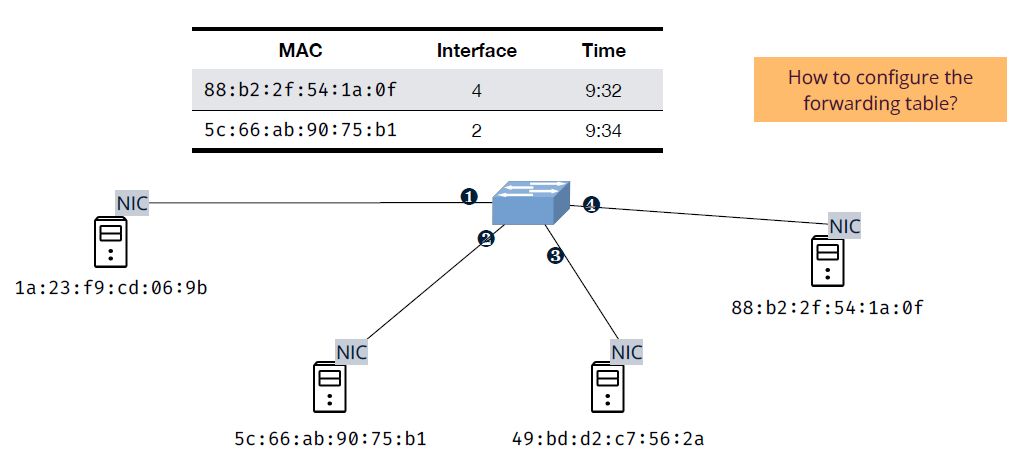 MAC Interface Time
88:b2:2f:54:1a:0f 4 9:32
5c:66:ab:90:75:b1 2 9:34
How to configure the
forwarding table?
NIC
1
2
3
4
NIC
1a:23:f9:cd:06:9b
88:b2:2f:54:1a:0f
NIC
NIC
5c:66:ab:90:75:b1
49:bd:d2:c7:56:2a